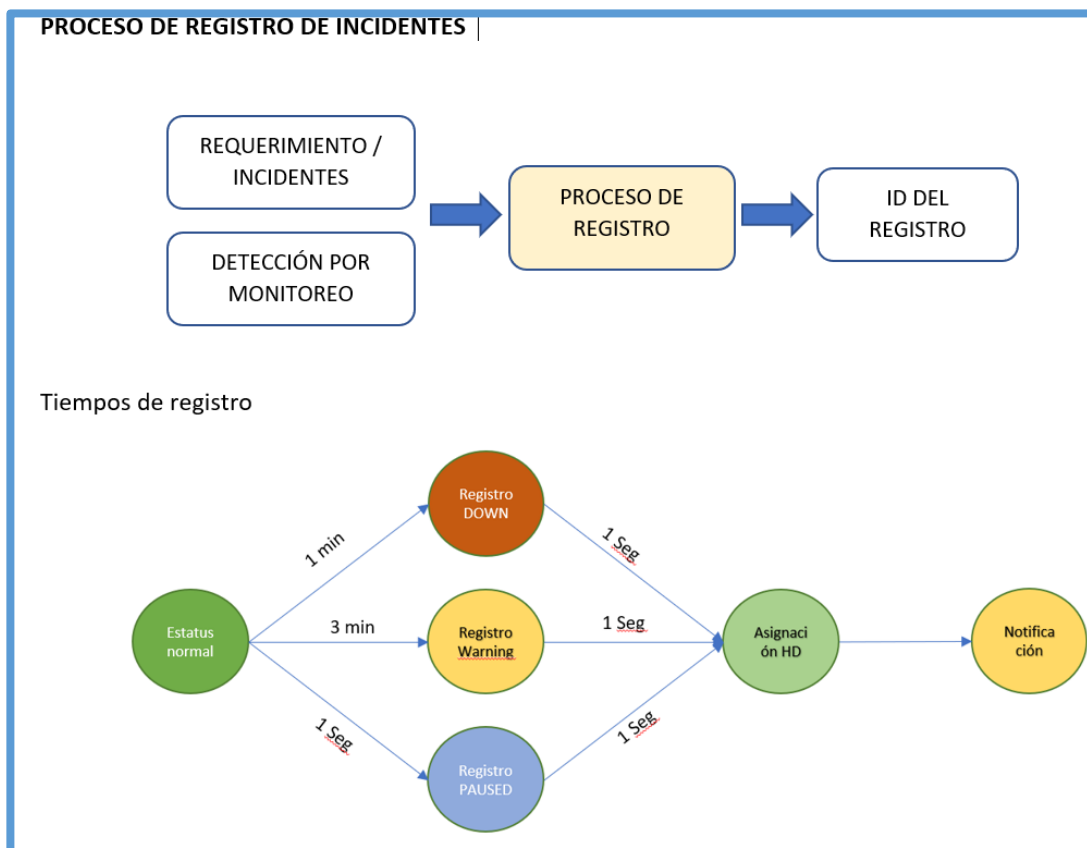 PROCESO DE REGISTRO DE INCIDENTES
REQUERIMIENTO /
INCIDENTES
DETECCIÓN POR
MONITOREO
PROCESO DE
REGISTRO
ID DEL
REGISTRO
Tiempos de registro
Registro
DOWN
1 min
1 Seg
Estatus
normal
3 min
Registro
Warning
1 Seg
Asignaci
ón HD
Notifica
ción
1 Seg
1 Seg
Registro
PAUSED